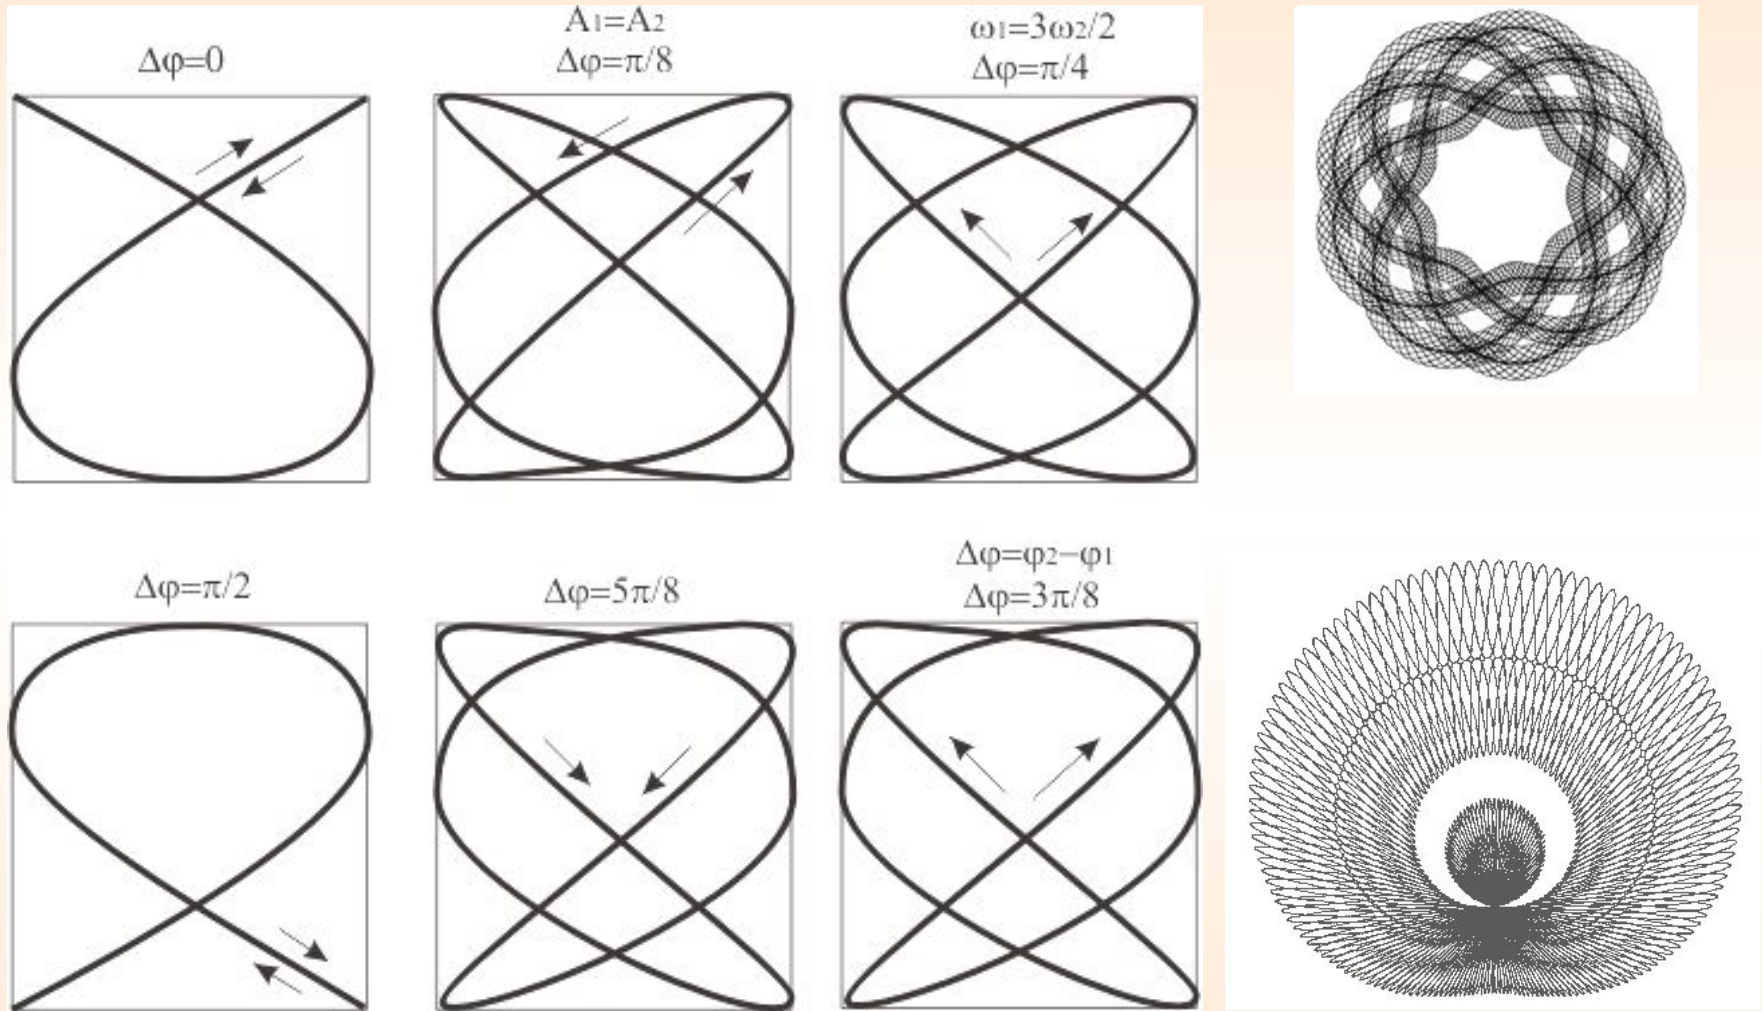 Δφ=0
A₁=A₂
Δφ=π/8
ω₁=3ω₂/2
Δφ=π/4
Δφ=π/2
Δφ=5π/8
Δφ=φ₂−φ₁
Δφ=3π/8